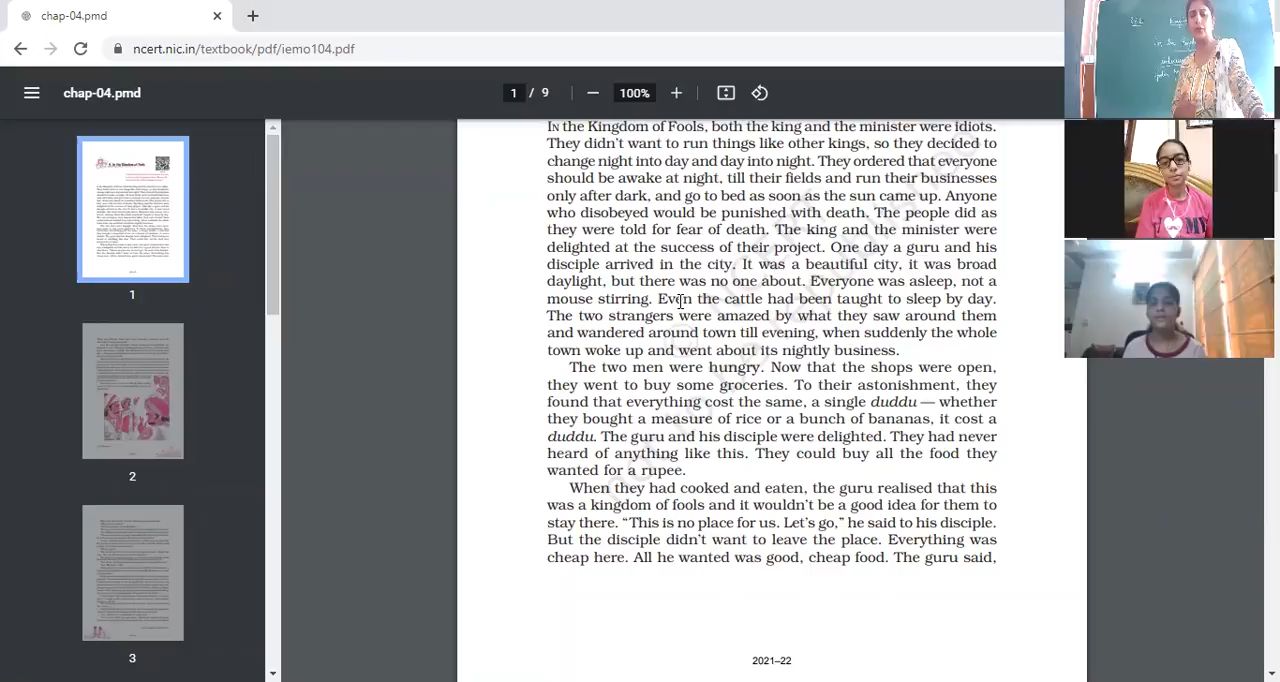 chap-04.pmd
ncert.nic.in/textbook/pdf/iemo104.pdf
chap-04.pmd
1 / 9
100%
1
2
3
IN the Kingdom of Fools, both the king and the minister were idiots.
They didn't want to run things like other kings, so they decided to
change night into day and day into night. They ordered that everyone
should be awake at night, till their fields and run their businesses
only after dark, and go to bed as soon as the sun came up. Anyone
who disobeyed would be punished with death. The people did as
they were told for fear of death. The king and the minister were
delighted at the success of their project. One day a guru and his
disciple arrived in the city. It was a beautiful city, it was broad
daylight, but there was no one about. Everyone was asleep, not a
mouse stirring. Even the cattle had been taught to sleep by day.
The two strangers were amazed by what they saw around them
and wandered around town till evening, when suddenly the whole
town woke up and went about its nightly business.
The two men were hungry. Now that the shops were open,
they went to buy some groceries. To their astonishment, they
found that everything cost the same, a single duddu — whether
they bought a measure of rice or a bunch of bananas, it cost a
duddu. The guru and his disciple were delighted. They had never
heard of anything like this. They could buy all the food they
wanted for a rupee.
When they had cooked and eaten, the guru realised that this
was a kingdom of fools and it wouldn't be a good idea for them to
stay there. “This is no place for us. Let's go,” he said to his disciple.
But the disciple didn't want to leave the place. Everything was
cheap here. All he wanted was good, cheap food. The guru said,
2021–22